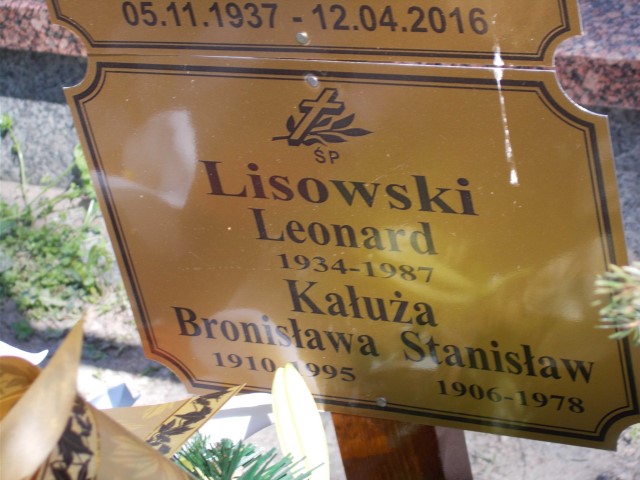 05.11.1937 - 12.04.2016
ŚP
Lisowski
Leonard
1934-1987
Kałuża
Bronisława Stanisław
1910-1995 1906-1978